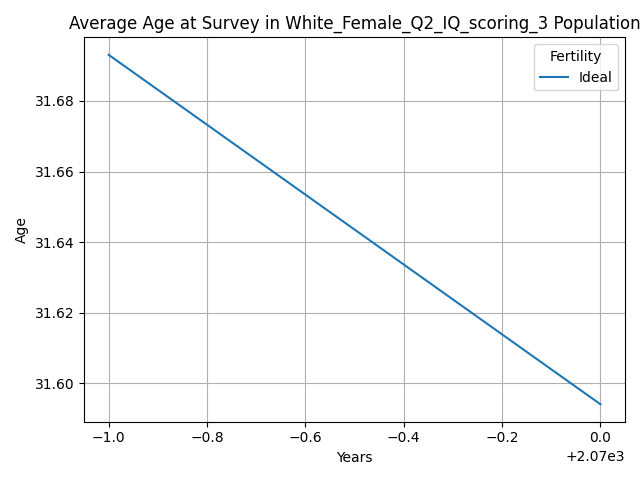 Average Age at Survey in White_Female_Q2_IQ_scoring_3 Population
Fertility
Ideal
31.68
31.66
31.64
31.62
31.60
Age
−1.0 −0.8 −0.6 −0.4 −0.2 0.0
+2.07e3
Years